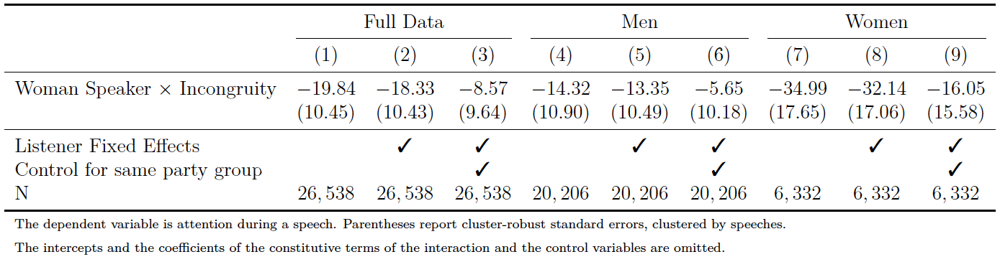 Full Data Men Women
(1) (2) (3) (4) (5) (6) (7) (8) (9)
Woman Speaker × Incongruity −19.84 −18.33 −8.57 −14.32 −13.35 −5.65 −34.99 −32.14 −16.05
(10.45) (10.43) (9.64) (10.90) (10.49) (10.18) (17.65) (17.06) (15.58)
Listener Fixed Effects ✓ ✓ ✓ ✓ ✓ ✓
Control for same party group ✓ ✓ ✓
N 26,538 26,538 26,538 20,206 20,206 20,206 6,332 6,332 6,332
The dependent variable is attention during a speech. Parentheses report cluster-robust standard errors, clustered by speeches.
The intercepts and the coefficients of the constitutive terms of the interaction and the control variables are omitted.